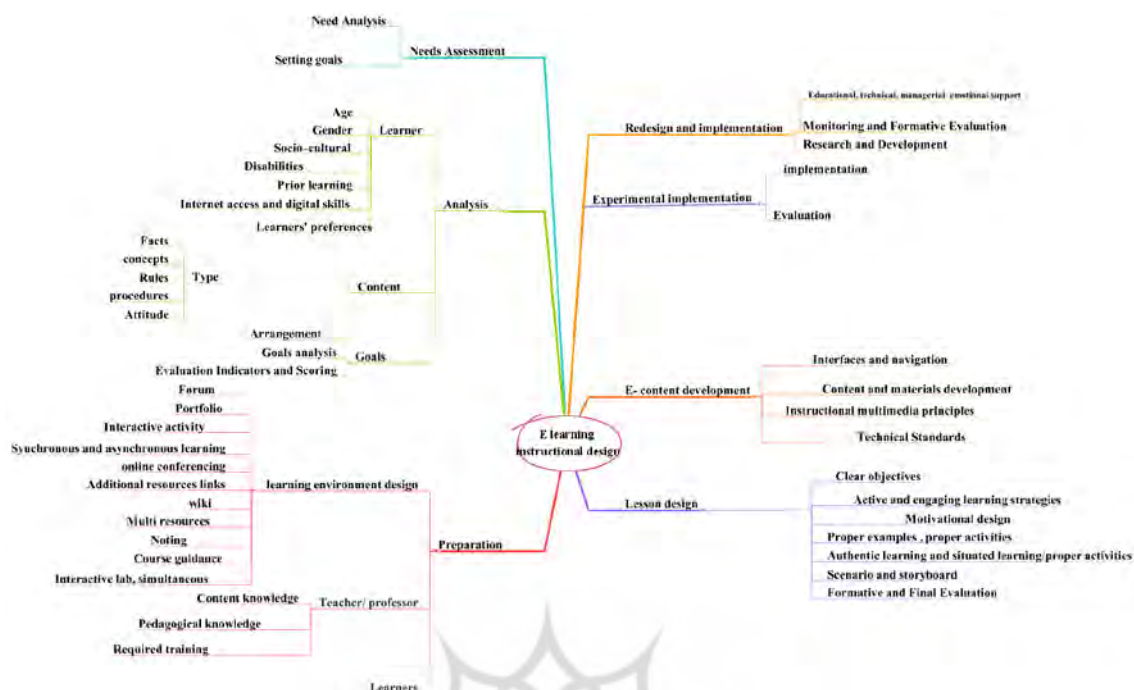 Need Analysis
Setting goals
Needs Assessment
Age
Gender
Socio-cultural
Disabilities
Prior learning
Internet access and digital skills
Learners' preferences
Learner
Facts
concepts
Rules
procedures
Attitude
Type
Arrangement
Content
Goals analysis
Evaluation Indicators and Scoring
Goals
Analysis
Forum
Portfolio
Interactive activity
Synchronous and asynchronous learning
online conferencing
Additional resources links
wiki
Multi resources
Noting
Course guidance
Interactive lab, simultaneous
learning environment design
Content knowledge
Pedagogical knowledge
Required training
Teacher/ professor
Learners
Preparation
E learning
instructional design
Redesign and implementation
Educational, technical, managerial emotional support
Monitoring and Formative Evaluation
Research and Development
Experimental implementation
implementation
Evaluation
E- content development
Interfaces and navigation
Content and materials development
Instructional multimedia principles
Technical Standards
Lesson design
Clear objectives
Active and engaging learning strategies
Motivational design
Proper examples , proper activities
Authentic learning and situated learning/proper activities
Scenario and storyboard
Formative and Final Evaluation